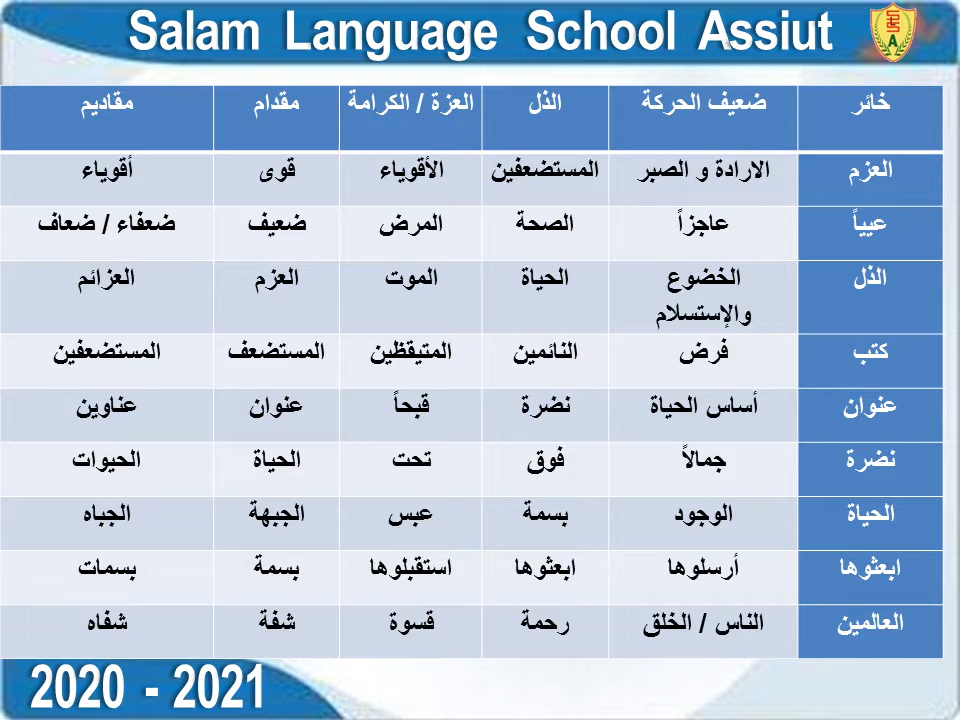 Salam Language School Assiut
خائر ضعيف الحركة الذل العزة / الكرامة مقدام مقاديم
العزم الارادة و الصبر المستضعفين الأقوياء قوى أقوياء
عيياً عاجزاً الصحة المرض ضعيف ضعفاء / ضعاف
الذل الخضوع والإستسلام الحياة الموت العزم العزائم
كتب فرض النائمين المتيقظين المستضعف المستضعفين
عنوان أساس الحياة نضرة قبحاً عنوان عناوين
نضرة جمالاً فوق تحت الحياة الحيوات
الحياة الوجود بسمة عبس الجبهة الجباه
ابعثوها أرسلوها ابعثوها استقبلوها بسمة بسمات
العالمين الناس / الخلق رحمة قسوة شفة شفاه
2020 - 2021